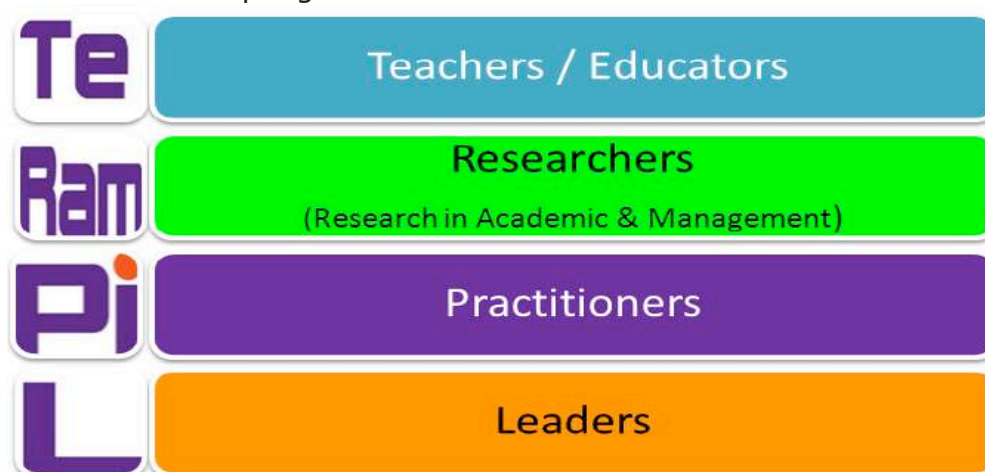 Te
Teachers / Educators
Ram
Researchers
(Research in Academic & Management)
Pi
Practitioners
L
Leaders